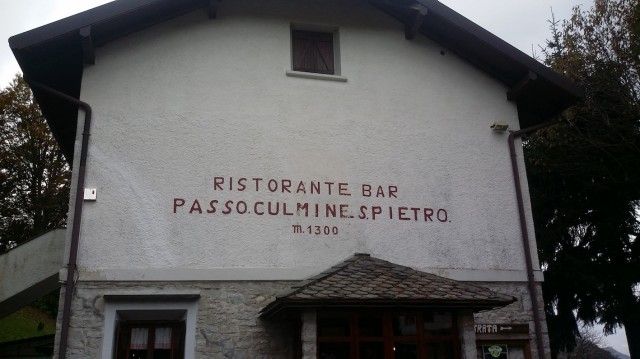 RISTORANTE BAR
PASSO.CULMINE.S.PIETRO.
m.1300